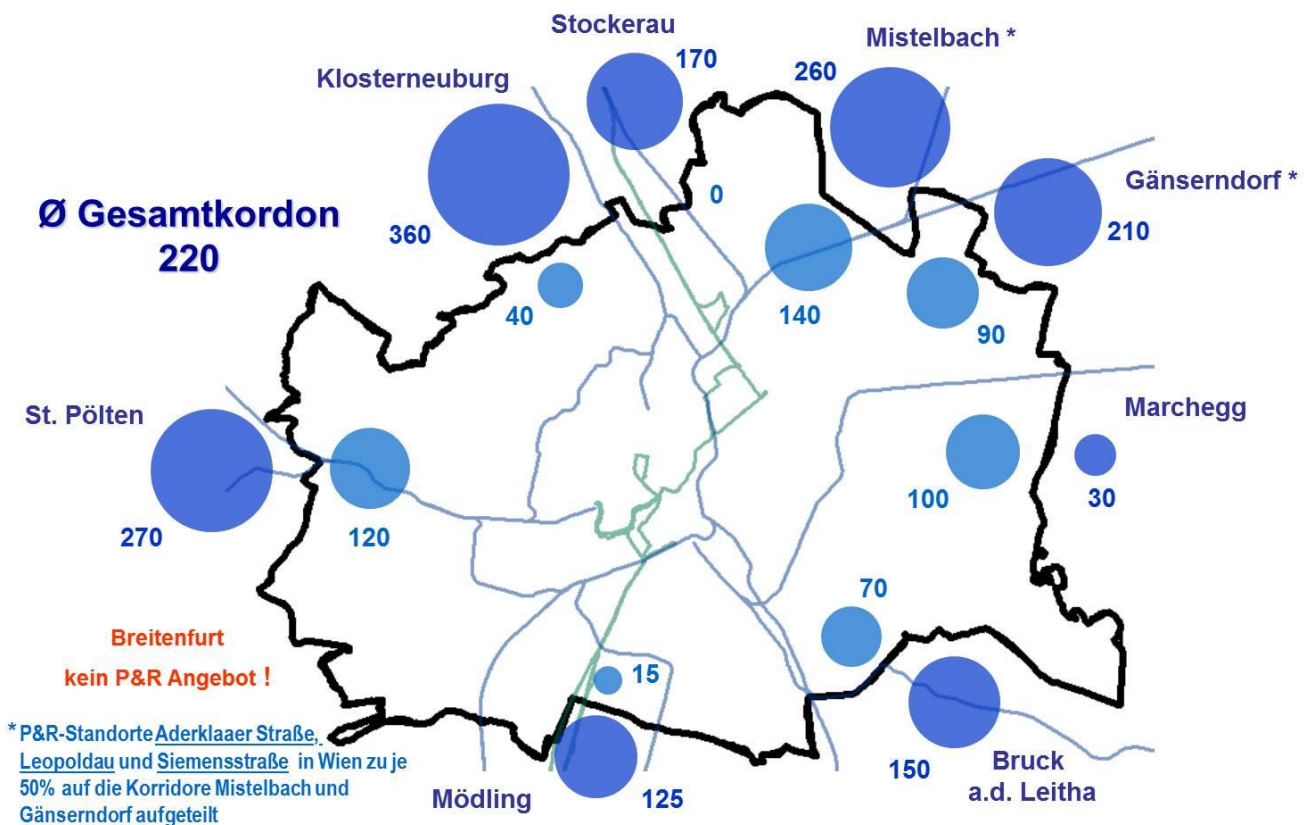 Stockerau
170
Mistelbach *
260
Klosterneuburg
Gänserndorf *
210
0
Ø Gesamtkordon
220
360
40
140
90
St. Pölten
Marchegg
270
120
100
30
70
Breitenfurt
kein P&R Angebot !
15
* P&R-Standorte Aderklaaer Straße,
Leopoldau und Siemensstraße in Wien zu je
50% auf die Korridore Mistelbach und
Gänserndorf aufgeteilt
Mödling
125
150
Bruck
a.d. Leitha